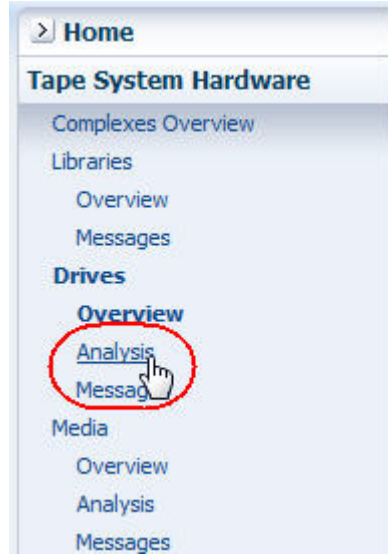 Home
Tape System Hardware
Complexes Overview
Libraries
Overview
Messages
Drives
Overview
Analysis
Messag
Media
Overview
Analysis
Messages